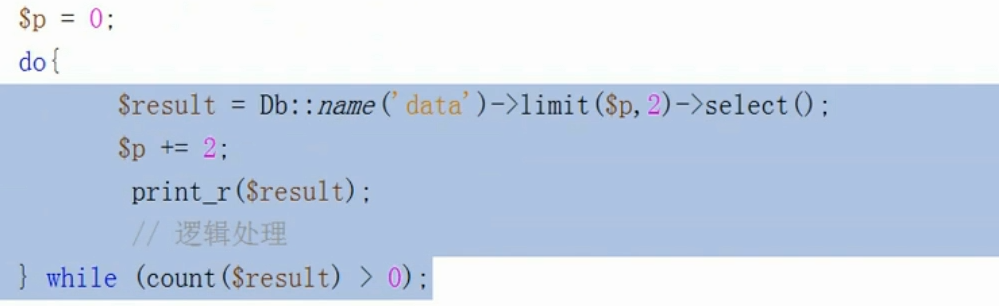 $p = 0;
do{
$result = Db::name('data')->limit($p,2)->select();
$p += 2;
print_r($result);
// 逻辑处理
} while (count($result) > 0);